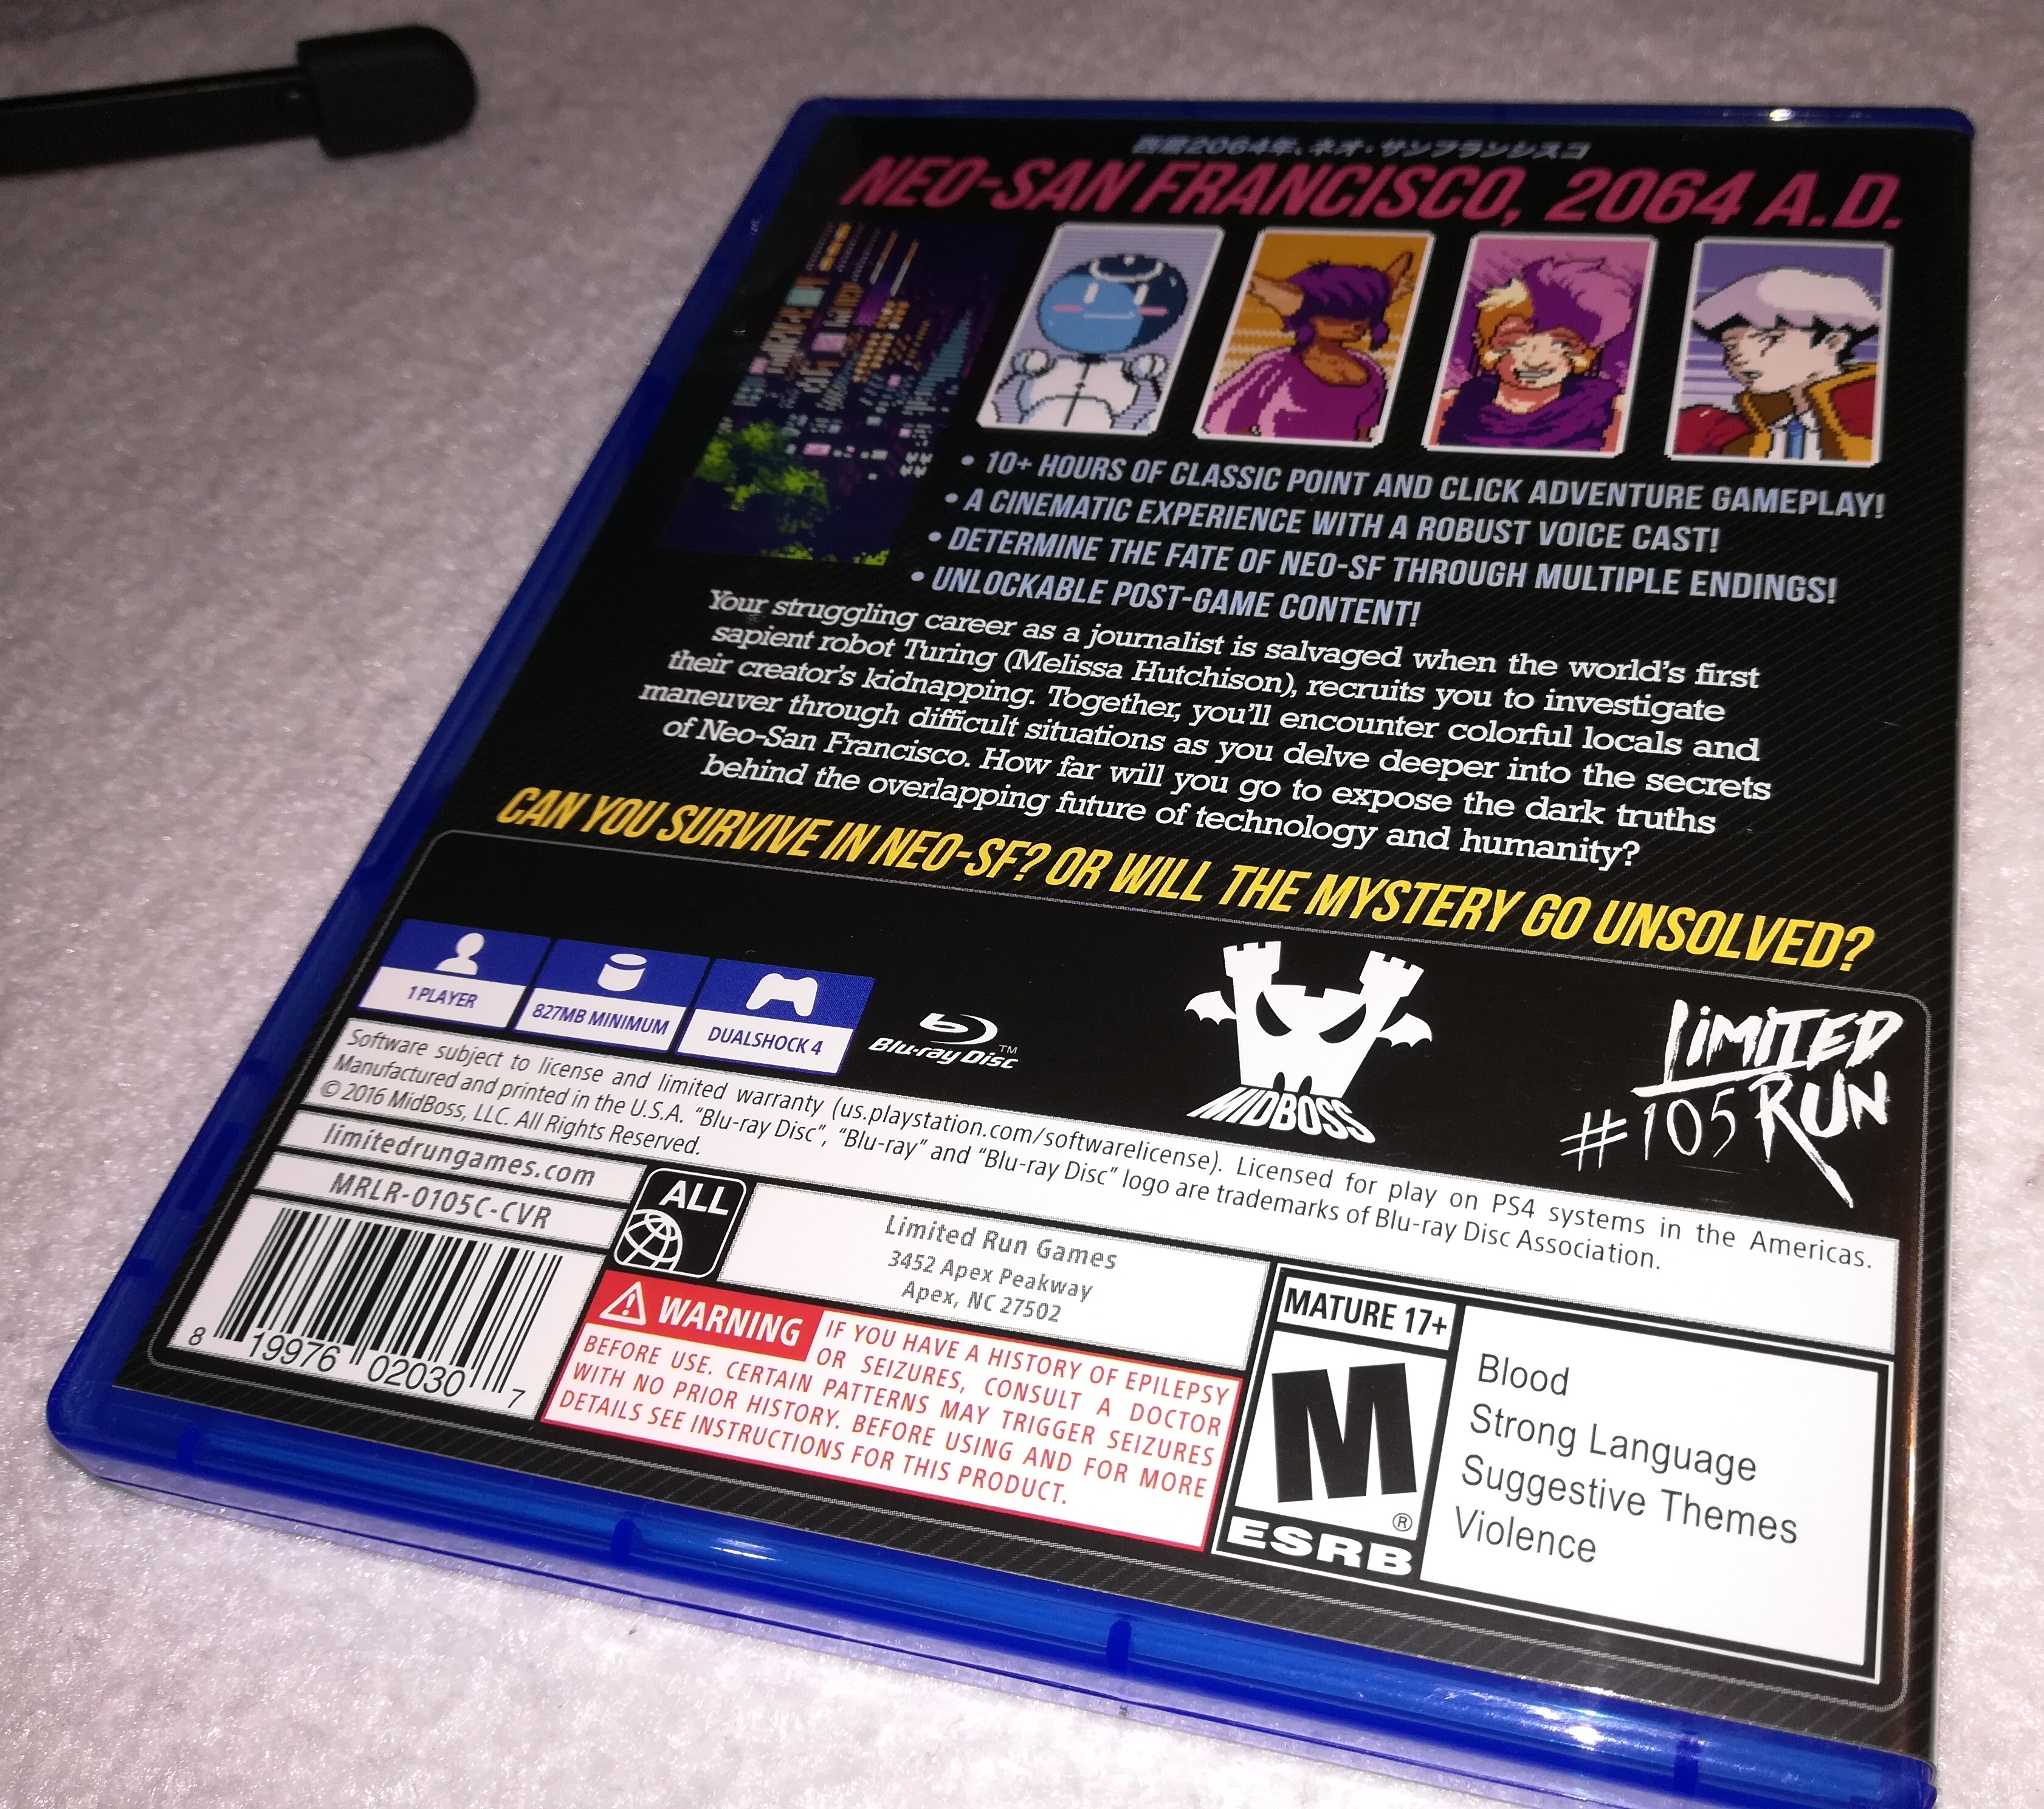 西暦2064年、ネオ・サンフランシスコ
NEO-SAN FRANCISCO, 2064 A.D.
• 10+ HOURS OF CLASSIC POINT AND CLICK ADVENTURE GAMEPLAY!
• A CINEMATIC EXPERIENCE WITH A ROBUST VOICE CAST!
• DETERMINE THE FATE OF NEO-SF THROUGH MULTIPLE ENDINGS!
• UNLOCKABLE POST-GAME CONTENT!
Your struggling career as a journalist is salvaged when the world's first
sapient robot Turing (Melissa Hutchison), recruits you to investigate
their creator's kidnapping. Together, you'll encounter colorful locals and
maneuver through difficult situations as you delve deeper into the secrets
of Neo-San Francisco. How far will you go to expose the dark truths
behind the overlapping future of technology and humanity?
CAN YOU SURVIVE IN NEO-SF? OR WILL THE MYSTERY GO UNSOLVED?
1 PLAYER
827MB MINIMUM
DUALSHOCK 4
Blu-ray Disc™
MIDBOSS
LiMiTED
RUN
#105
Software subject to license and limited warranty (us.playstation.com/softwarelicense). Licensed for play on PS4 systems in the Americas.
Manufactured and printed in the U.S.A. “Blu-ray Disc”, “Blu-ray” and “Blu-ray Disc” logo are trademarks of Blu-ray Disc Association.
© 2016 MidBoss, LLC. All Rights Reserved.
limitedrungames.com
MRLR-0105C-CVR
8 19976 02030 7
ALL
Limited Run Games
3452 Apex Peakway
Apex, NC 27502
WARNING IF YOU HAVE A HISTORY OF EPILEPSY
OR SEIZURES, CONSULT A DOCTOR
BEFORE USE. CERTAIN PATTERNS MAY TRIGGER SEIZURES
WITH NO PRIOR HISTORY. BEFORE USING AND FOR MORE
DETAILS SEE INSTRUCTIONS FOR THIS PRODUCT.
MATURE 17+
M
®
ESRB
Blood
Strong Language
Suggestive Themes
Violence